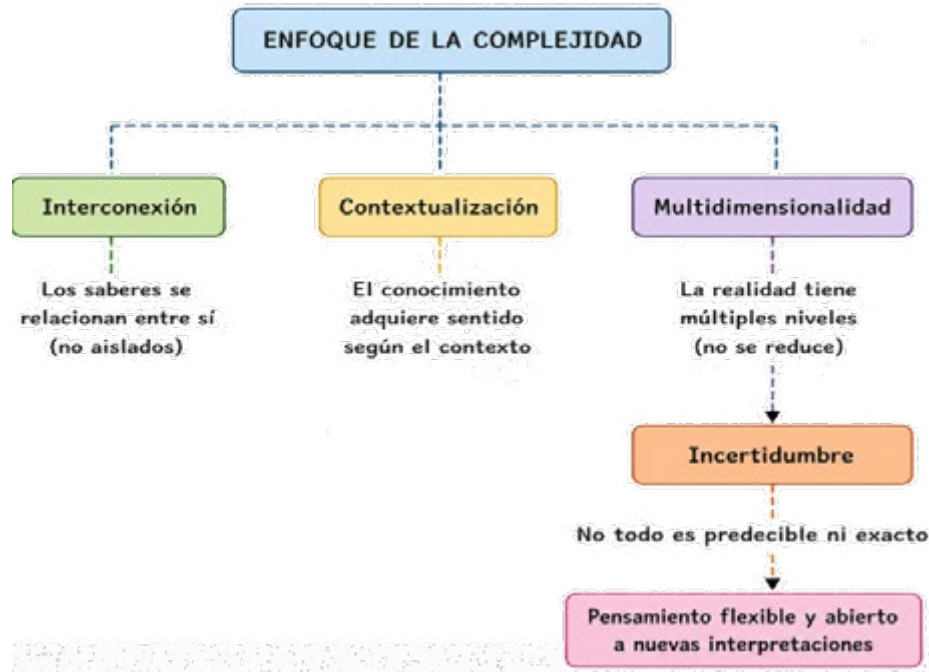 ENFOQUE DE LA COMPLEJIDAD
Interconexión
Los saberes se
relacionan entre sí
(no aislados)
Contextualización
El conocimiento
adquiere sentido
según el contexto
Multidimensionalidad
La realidad tiene
múltiples niveles
(no se reduce)
Incertidumbre
No todo es predecible ni exacto
Pensamiento flexible y abierto
a nuevas interpretaciones